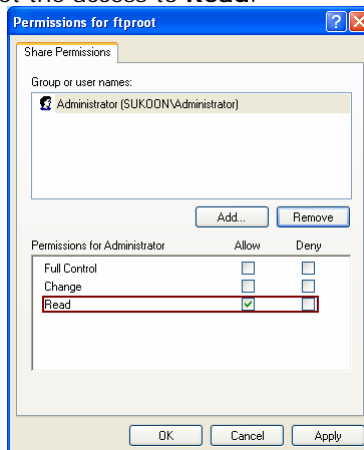 et the access to Read.
Permissions for ftproot
Share Permissions
Group or user names:
Administrator (SUKOON\Administrator)
Add... Remove
Permissions for Administrator Allow Deny
Full Control
Change
Read
OK Cancel Apply